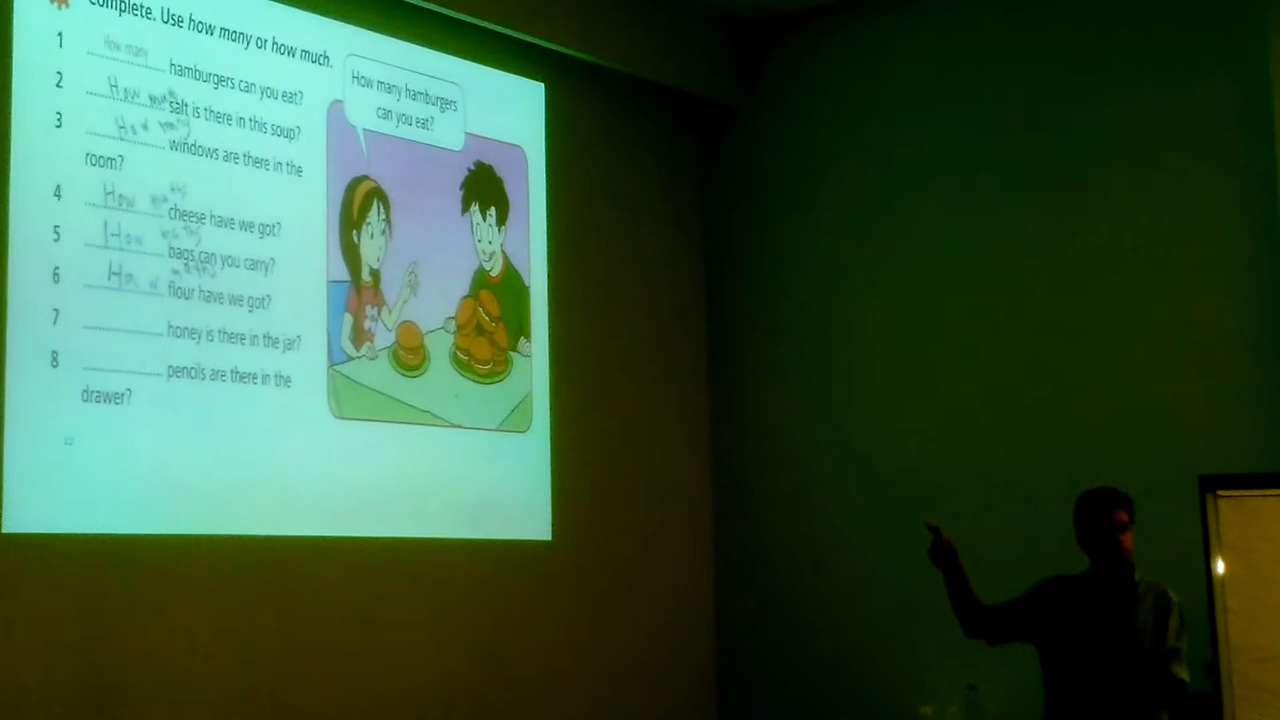 complete. Use how many or how much.
1 How many hamburgers can you eat?
2 How much salt is there in this soup?
3 How many windows are there in the
room?
4 How cheese have we got?
5 How bags can you carry?
6 How flour have we got?
7 ............ honey is there in the jar?
8 ............ pencils are there in the
drawer?
How many hamburgers
can you eat?